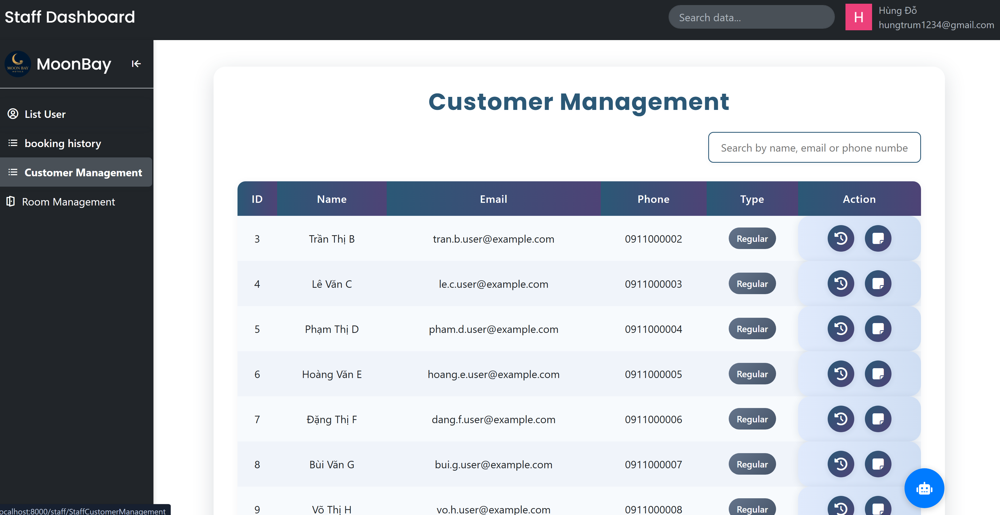 Staff Dashboard
Search data...
H
Hùng Đỗ
hungtrum1234@gmail.com
MOON BAY
HOTELS
MoonBay
List User
booking history
Customer Management
Room Management
Customer Management
Search by name, email or phone numbe
ID Name Email Phone Type Action
3 Trần Thị B tran.b.user@example.com 0911000002 Regular
4 Lê Văn C le.c.user@example.com 0911000003 Regular
5 Phạm Thị D pham.d.user@example.com 0911000004 Regular
6 Hoàng Văn E hoang.e.user@example.com 0911000005 Regular
7 Đặng Thị F dang.f.user@example.com 0911000006 Regular
8 Bùi Văn G bui.g.user@example.com 0911000007 Regular
9 Võ Thị H vo.h.user@example.com 0911000008 Regular
ocalhost:8000/staff/StaffCustomerManagement